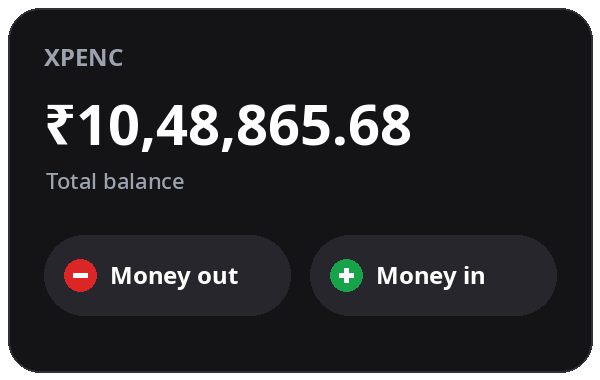 XPENC
₹10,48,865.68
Total balance
Money out
Money in